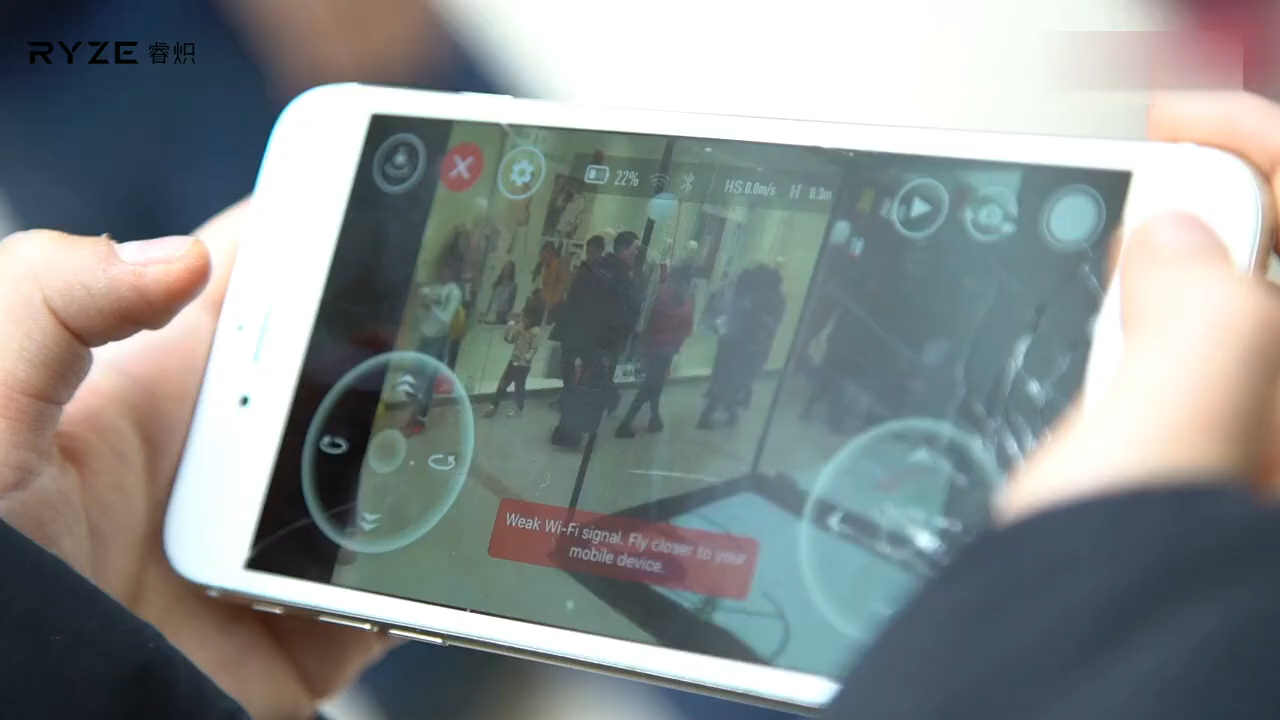 RYZE 睿炽
22%
HS 0.0m/s
H 0.3m
Weak Wi-Fi signal. Fly closer to your
mobile device.